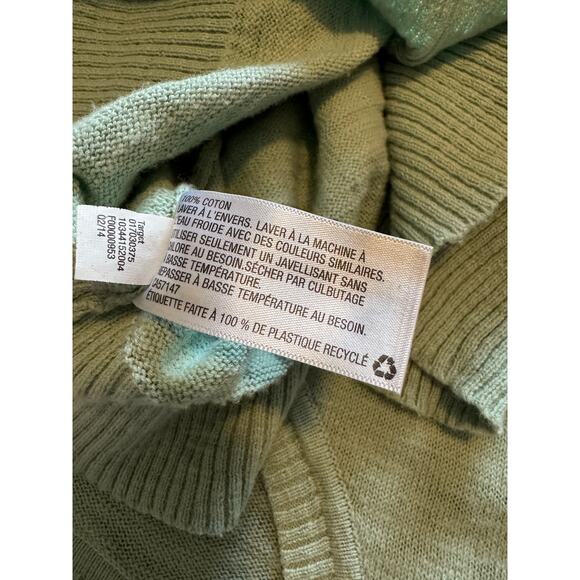 100% COTON
LAVER À L'ENVERS. LAVER À LA MACHINE À
EAU FROIDE AVEC DES COULEURS SIMILAIRES.
UTILISER SEULEMENT UN JAVELLISANT SANS
CHLORE AU BESOIN. SÉCHER PAR CULBUTAGE
À BASSE TEMPÉRATURE.
REPASSER À BASSE TEMPÉRATURE AU BESOIN.
CA57147
ÉTIQUETTE FAITE À 100 % DE PLASTIQUE RECYCLÉ
Target
017030375
10344152004
F00000953
02/14